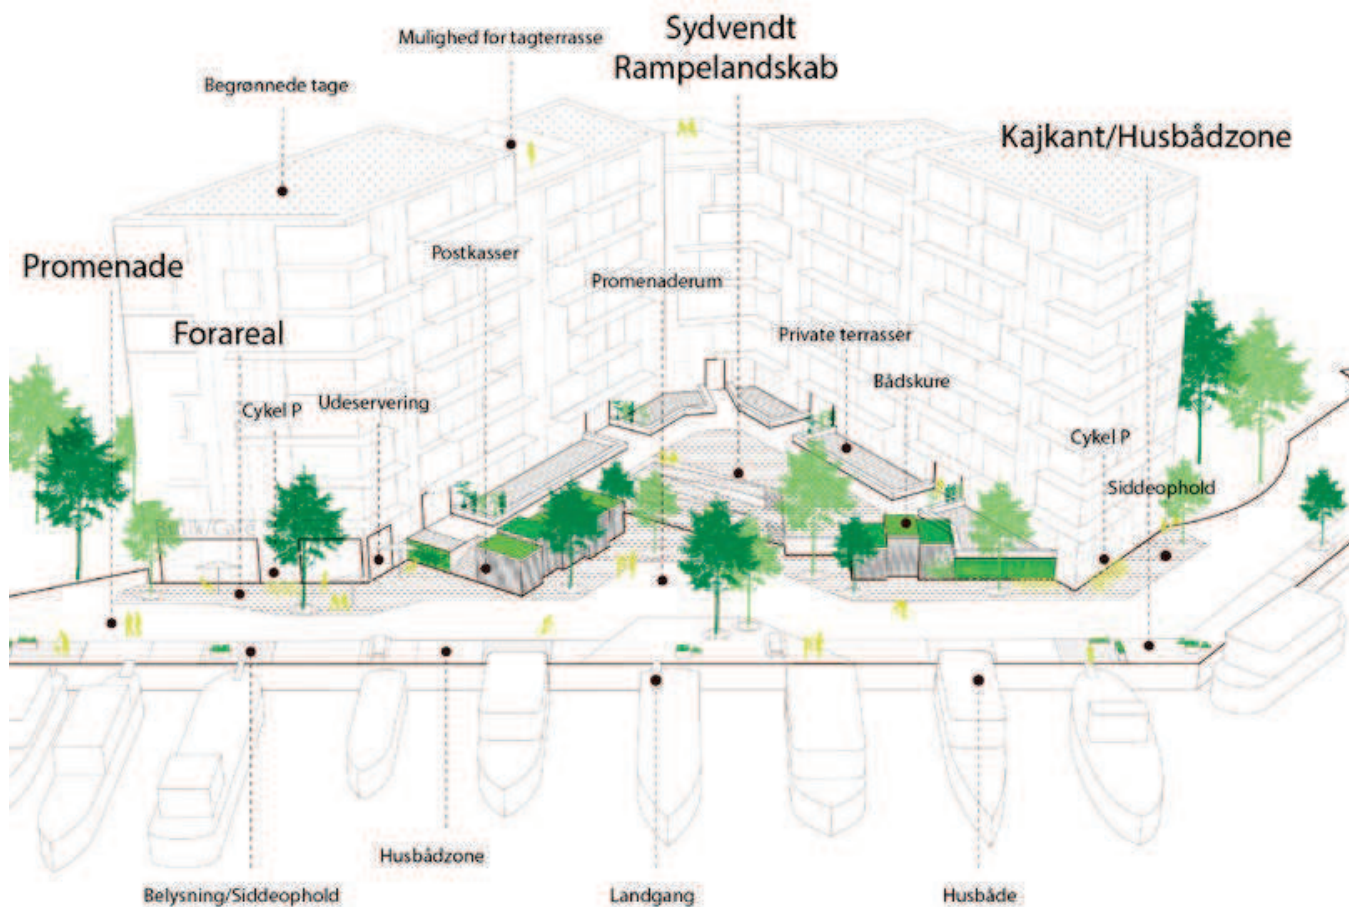 Sydvendt
Rampelandskab
Mulighed for tagterrasse
Begrønnede tage
Kajkant/Husbådzone
Promenade
Postkasser
Promenaderum
Forareal
Private terrasser
Bådskure
Cykel P
Udeservering
Cykel P
Siddeophold
Husbådzone
Belysning/Siddeophold
Landgang
Husbåde